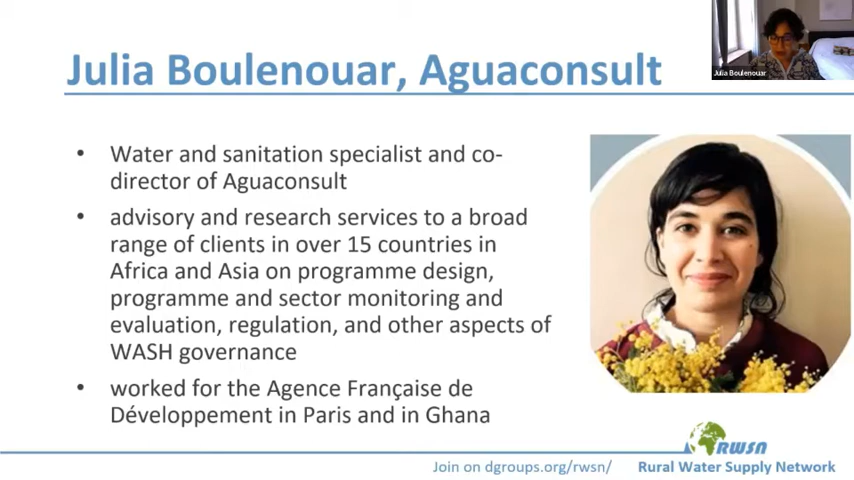 Julia Boulenouar, Aguaconsult
Julia Boulenouar
• Water and sanitation specialist and co-
director of Aguaconsult
• advisory and research services to a broad
range of clients in over 15 countries in
Africa and Asia on programme design,
programme and sector monitoring and
evaluation, regulation, and other aspects of
WASH governance
• worked for the Agence Française de
Développement in Paris and in Ghana
RWSN
Join on dgroups.org/rwsn/ Rural Water Supply Network